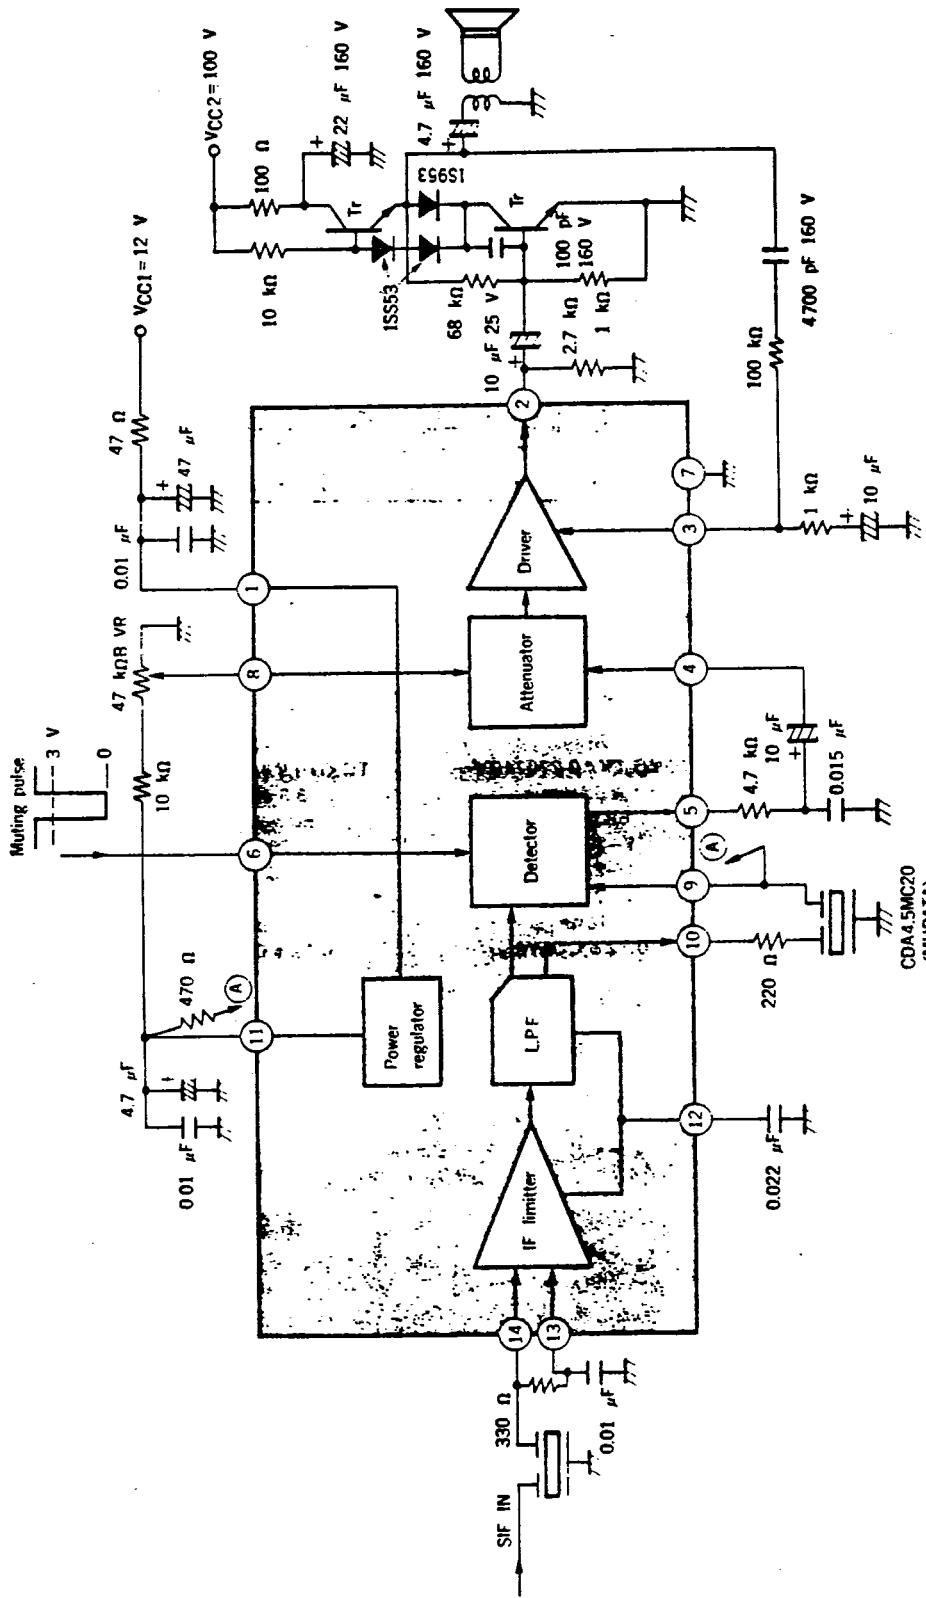 Muting pulse
3 V
0
VCC1 = 12 V
VCC2 = 100 V
47 Ω
47 μF
+
0.01 μF
47 kΩB VR
10 kΩ
470 Ω
A
4.7 μF
+
0.01 μF
100 Ω
10 kΩ
22 μF 160 V
+
Tr
1SS53
1S953
Tr
4.7 μF 160 V
+
68 kΩ
100 pF
160 V
10 μF 25 V
+
2.7 kΩ
1 kΩ
4700 pF 160 V
100 kΩ
1 kΩ
10 μF
+
11
6
8
1
Power
regulator
IF limitter
L.P.F
Detector
Attenuator
Driver
2
14
13
12
10
9
5
4
3
7
SIF IN
330 Ω
0.01 μF
0.022 μF
220 Ω
A
CDA4.5MC20
4.7 kΩ
10 μF
+
0.015 μF